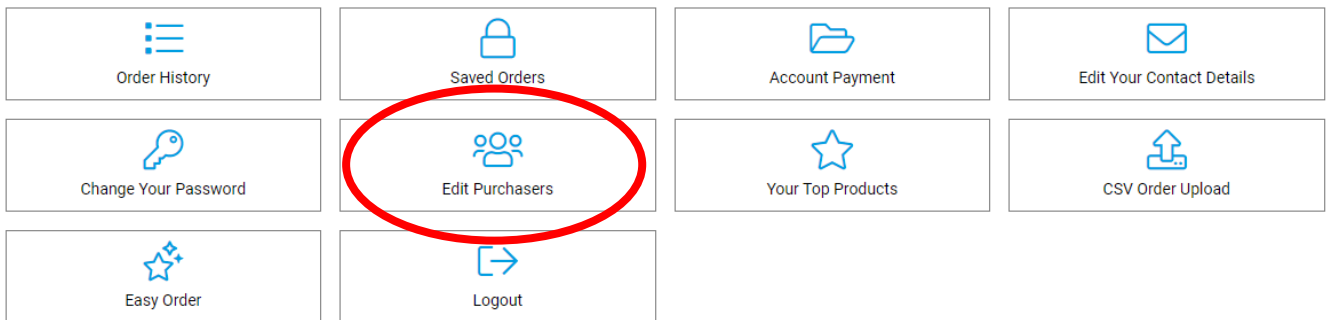 Order History
Saved Orders
Account Payment
Edit Your Contact Details
Change Your Password
Edit Purchasers
Your Top Products
CSV Order Upload
Easy Order
Logout